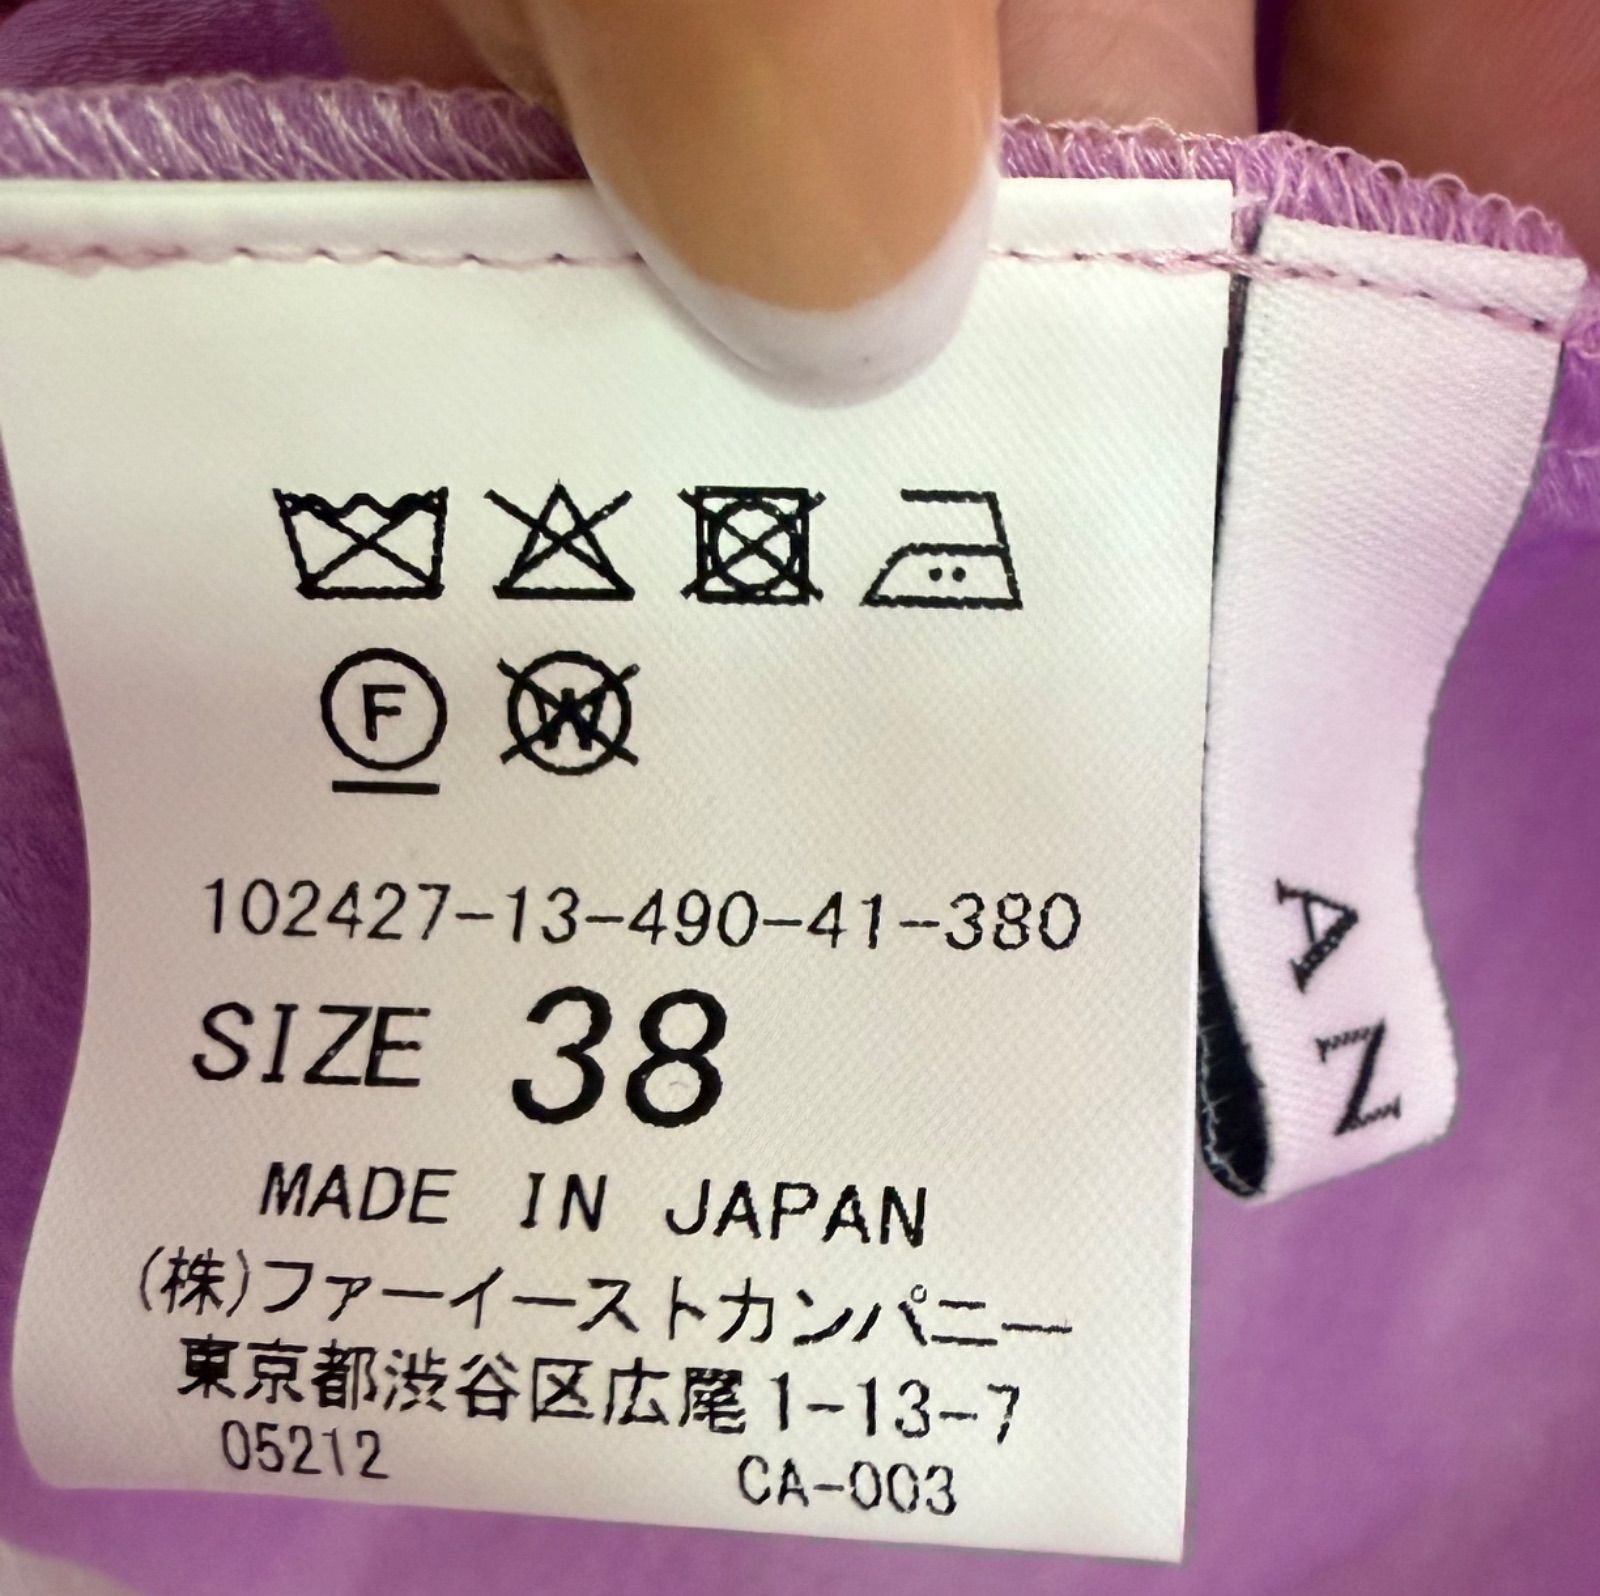 F W
102427-13-490-41-380
SIZE 38
MADE IN JAPAN
(株)ファーイーストカンパニー
東京都渋谷区広尾1-13-7
05212 CA-003
AN